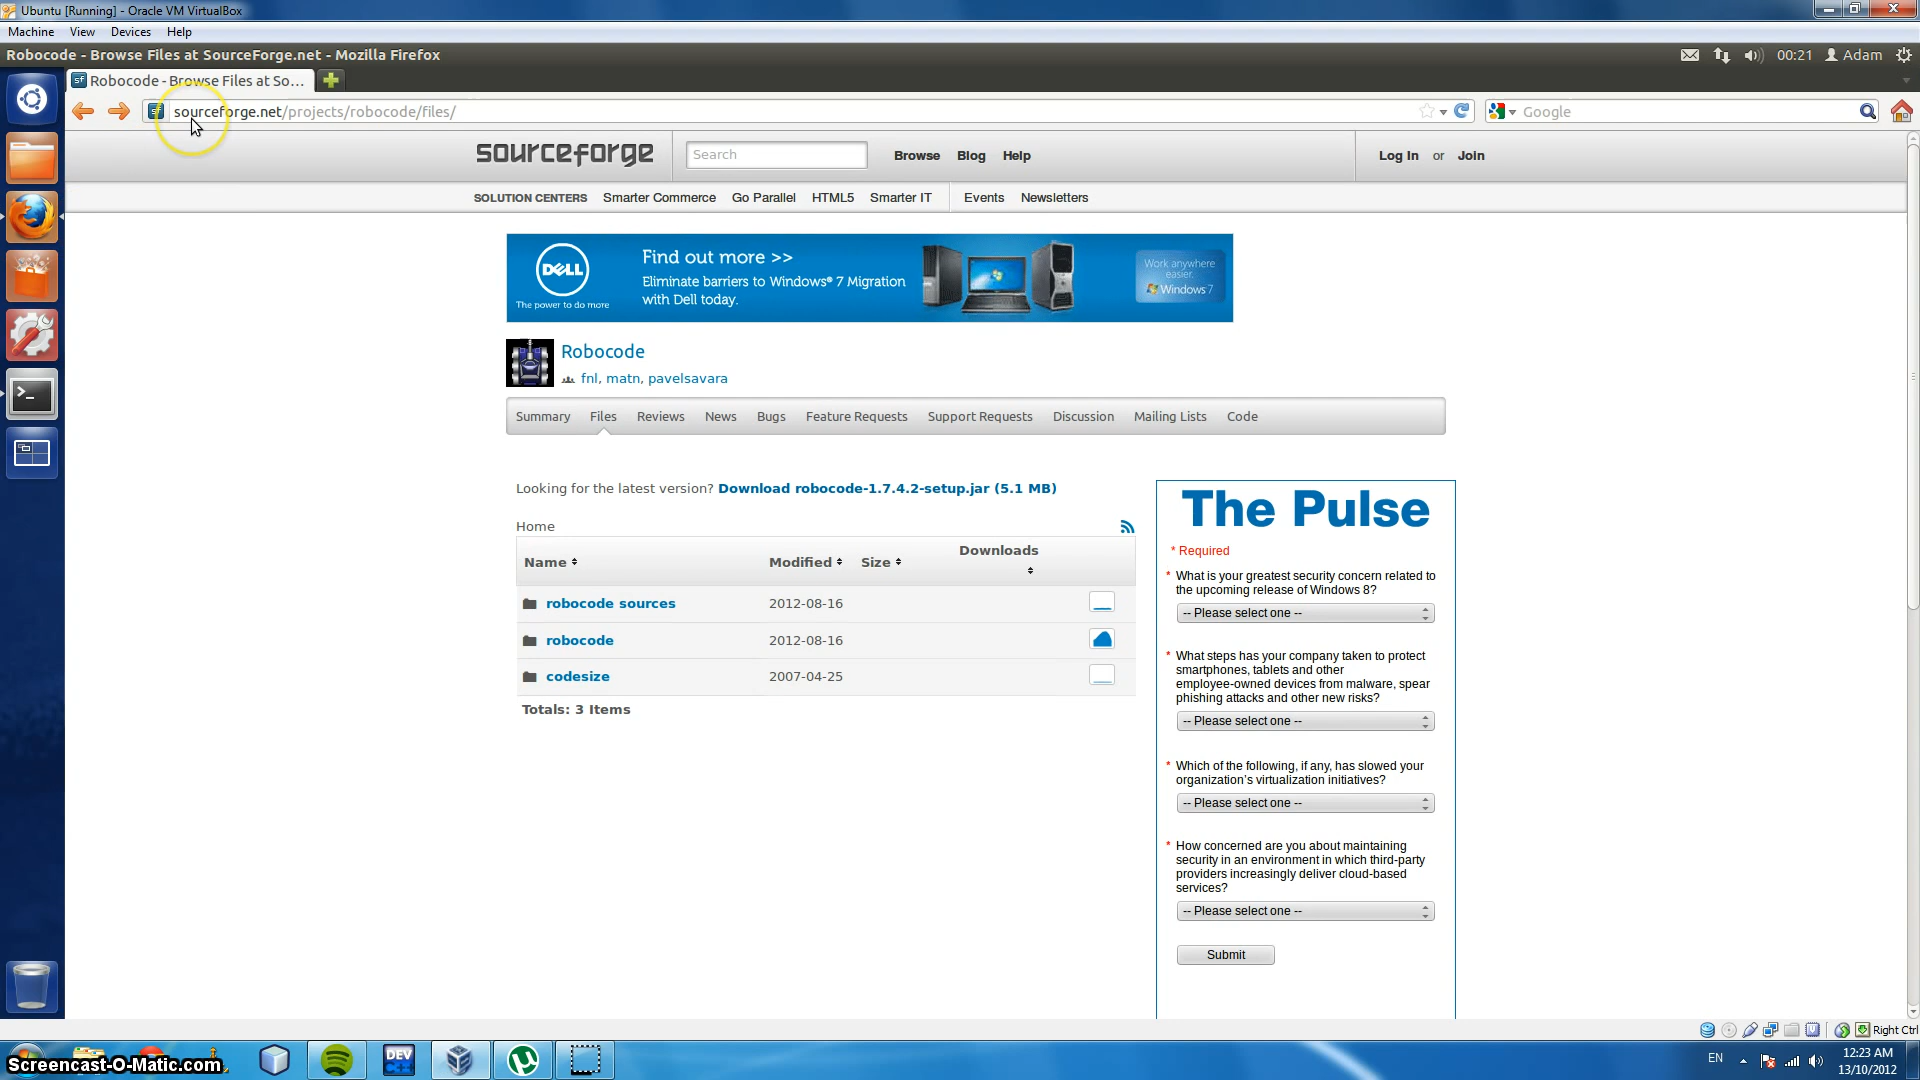 Ubuntu [Running] - Oracle VM VirtualBox
Machine View Devices Help
Robocode - Browse Files at SourceForge.net - Mozilla Firefox
00:21 Adam
Robocode - Browse Files at So...
sourceforge.net/projects/robocode/files/
Google
sourceforge
Search
Browse Blog Help
Log In or Join
SOLUTION CENTERS Smarter Commerce Go Parallel HTML5 Smarter IT Events Newsletters
DELL
The power to do more
Find out more >>
Eliminate barriers to Windows® 7 Migration
with Dell today.
Work anywhere
easier.
Windows 7
Robocode
fnl, matn, pavelsavara
Summary Files Reviews News Bugs Feature Requests Support Requests Discussion Mailing Lists Code
Looking for the latest version? Download robocode-1.7.4.2-setup.jar (5.1 MB)
Home
Name Modified Size Downloads
robocode sources 2012-08-16
robocode 2012-08-16
codesize 2007-04-25
Totals: 3 Items
The Pulse
* Required
* What is your greatest security concern related to
the upcoming release of Windows 8?
-- Please select one --
* What steps has your company taken to protect
smartphones, tablets and other
employee-owned devices from malware, spear
phishing attacks and other new risks?
-- Please select one --
* Which of the following, if any, has slowed your
organization's virtualization initiatives?
-- Please select one --
* How concerned are you about maintaining
security in an environment in which third-party
providers increasingly deliver cloud-based
services?
-- Please select one --
Submit
Right Ctrl
Screencast-O-Matic.com
DEV
C++
EN
12:23 AM
13/10/2012